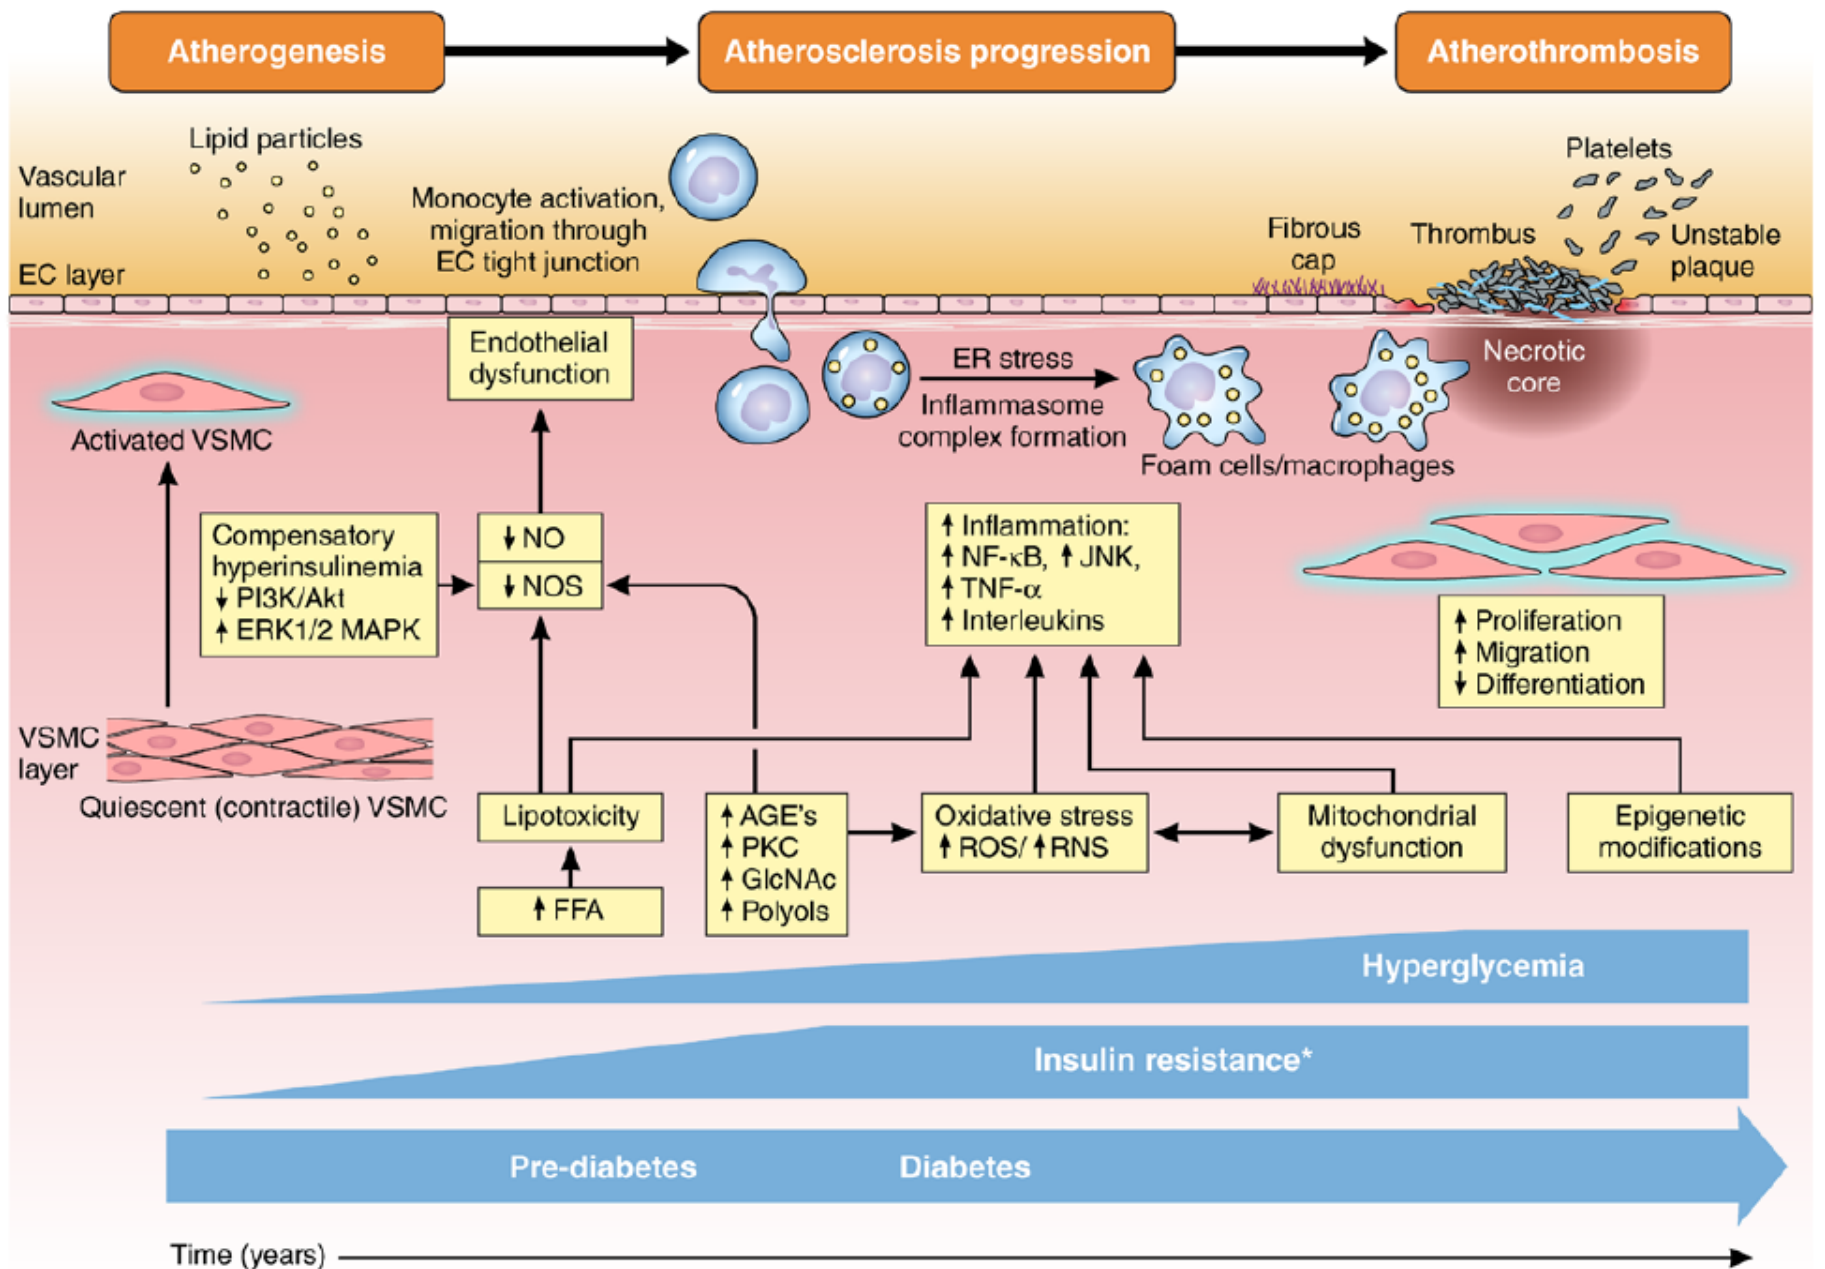 Atherogenesis
Atherosclerosis progression
Atherothrombosis
Lipid particles
Vascular
lumen
EC layer
Monocyte activation,
migration through
EC tight junction
Platelets
Fibrous
cap
Thrombus
Unstable
plaque
Endothelial
dysfunction
ER stress
Inflammasome
complex formation
Foam cells/macrophages
Necrotic
core
Activated VSMC
Compensatory
hyperinsulinemia
↓ PI3K/Akt
↑ ERK1/2 MAPK
↓ NO
↓ NOS
↑ Inflammation:
↑ NF-κB, ↑ JNK,
↑ TNF-α
↑ Interleukins
↑ Proliferation
↑ Migration
↓ Differentiation
VSMC
layer
Quiescent (contractile) VSMC
Lipotoxicity
↑ FFA
↑ AGE's
↑ PKC
↑ GlcNAc
↑ Polyols
Oxidative stress
↑ ROS/ ↑ RNS
Mitochondrial
dysfunction
Epigenetic
modifications
Hyperglycemia
Insulin resistance*
Pre-diabetes
Diabetes
Time (years)